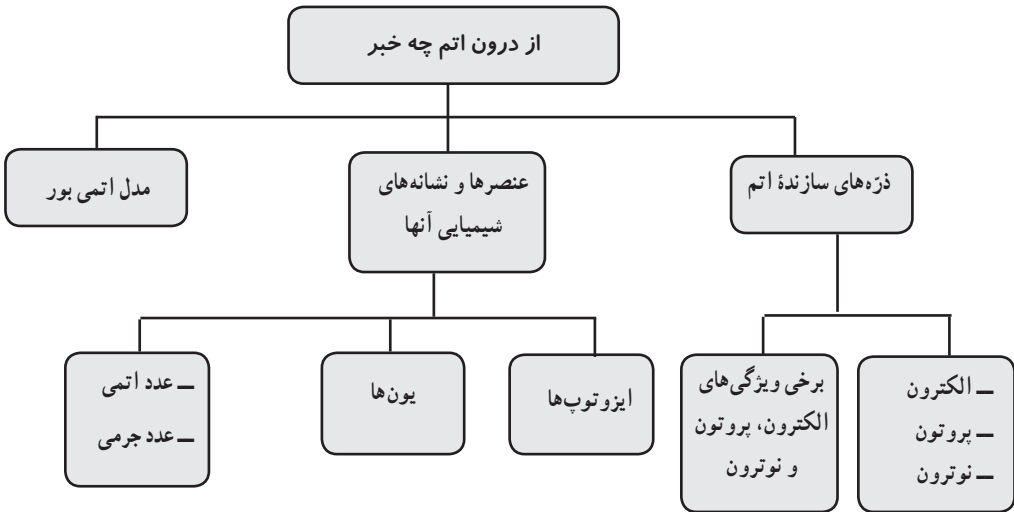 از درون اتم چه خبر
ذرّه‌های سازندهٔ اتم
عنصرها و نشانه‌های
شیمیایی آنها
مدل اتمی بور
ــ الکترون
ــ پروتون
ــ نوترون
برخی ویژگی‌های
الکترون، پروتون
و نوترون
ایزوتوپ‌ها
یون‌ها
ــ عدد اتمی
ــ عدد جرمی